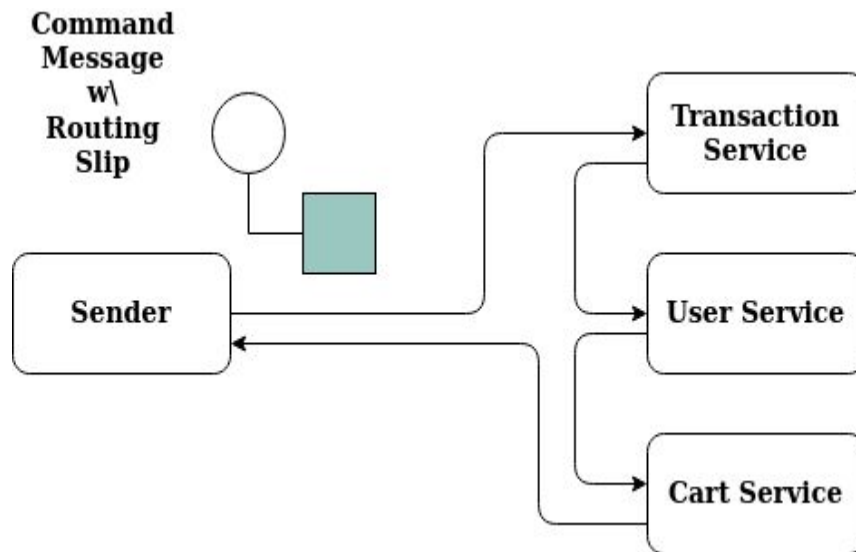 Command
Message
w\
Routing
Slip
Transaction
Service
Sender
User Service
Cart Service